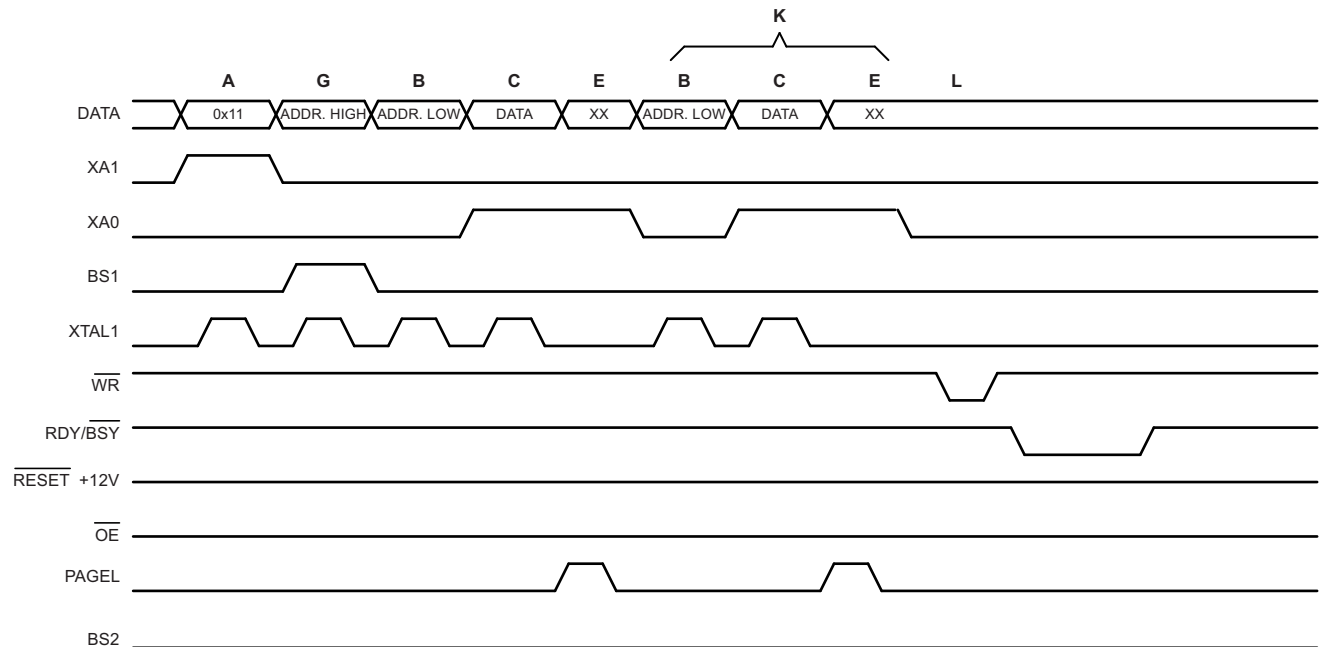 K
A G B C E B C E L
DATA 0x11 ADDR. HIGH ADDR. LOW DATA XX ADDR. LOW DATA XX
XA1
XA0
BS1
XTAL1
WR
RDY/BSY
RESET +12V
OE
PAGEL
BS2